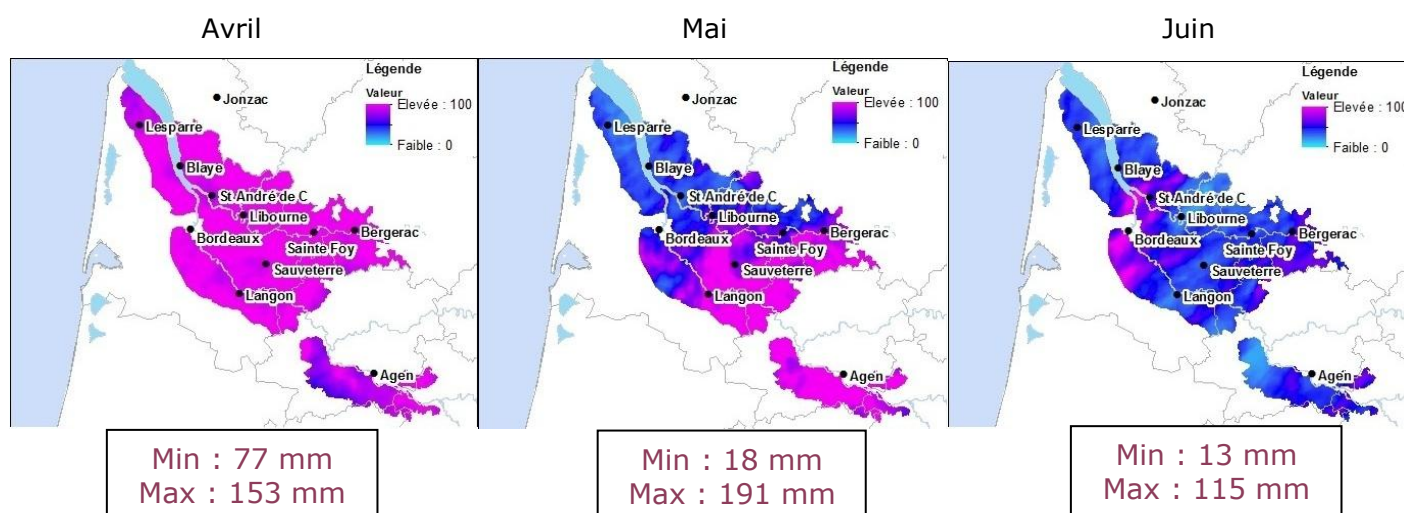 Avril
Mai
Juin
Légende
Valeur
Elevée : 100
Faible : 0
Jonzac
Lesparre
Blaye
St André de C
Libourne
Bordeaux
Bergerac
Sainte Foy
Sauveterre
Langon
Agen
Légende
Valeur
Elevée : 100
Faible : 0
Jonzac
Lesparre
Blaye
St André de C
Libourne
Bordeaux
Bergerac
Sainte Foy
Sauveterre
Langon
Agen
Légende
Valeur
Elevée : 100
Faible : 0
Jonzac
Lesparre
Blaye
St André de C
Libourne
Bordeaux
Bergerac
Sainte Foy
Sauveterre
Langon
Agen
Min : 77 mm
Max : 153 mm
Min : 18 mm
Max : 191 mm
Min : 13 mm
Max : 115 mm